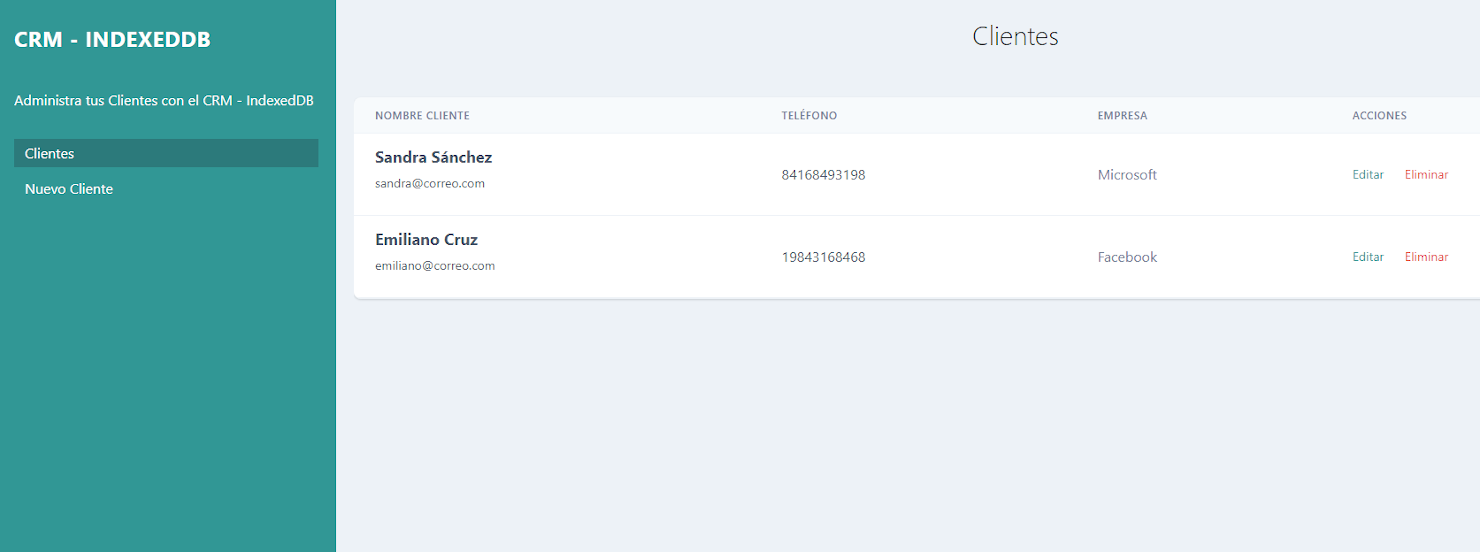 CRM - INDEXEDDB
Administra tus Clientes con el CRM - IndexedDB
Clientes
Nuevo Cliente
Clientes
NOMBRE CLIENTE TELÉFONO EMPRESA ACCIONES
Sandra Sánchez
sandra@correo.com
84168493198 Microsoft Editar Eliminar
Emiliano Cruz
emiliano@correo.com
19843168468 Facebook Editar Eliminar